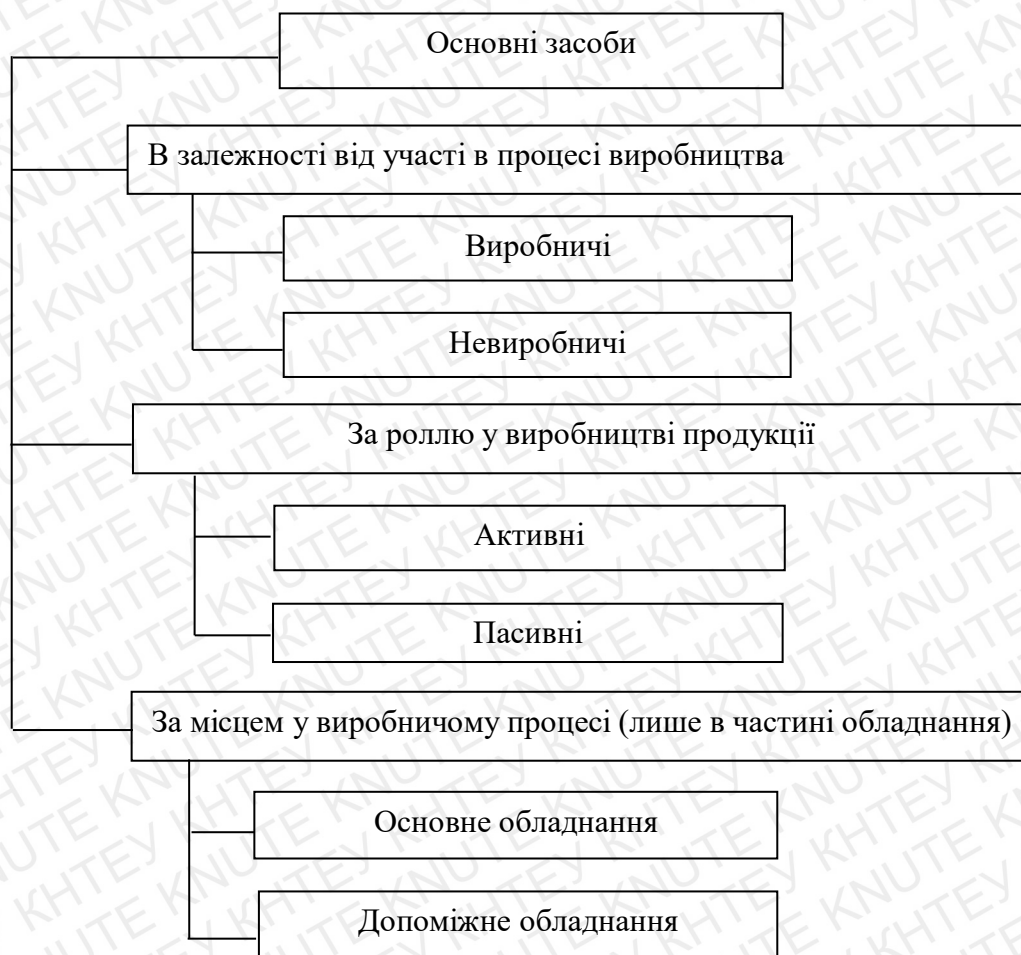 Основні засоби
В залежності від участі в процесі виробництва
Виробничі
Невиробничі
За роллю у виробництві продукції
Активні
Пасивні
За місцем у виробничому процесі (лише в частині обладнання)
Основне обладнання
Допоміжне обладнання